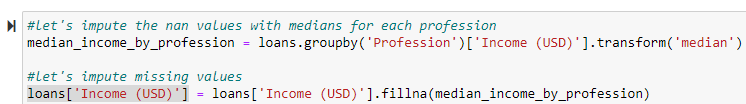 #Let's impute the nan values with medians for each profession
median_income_by_profession = loans.groupby('Profession')['Income (USD)'].transform('median')
#Let's impute missing values
loans['Income (USD)'] = loans['Income (USD)'].fillna(median_income_by_profession)